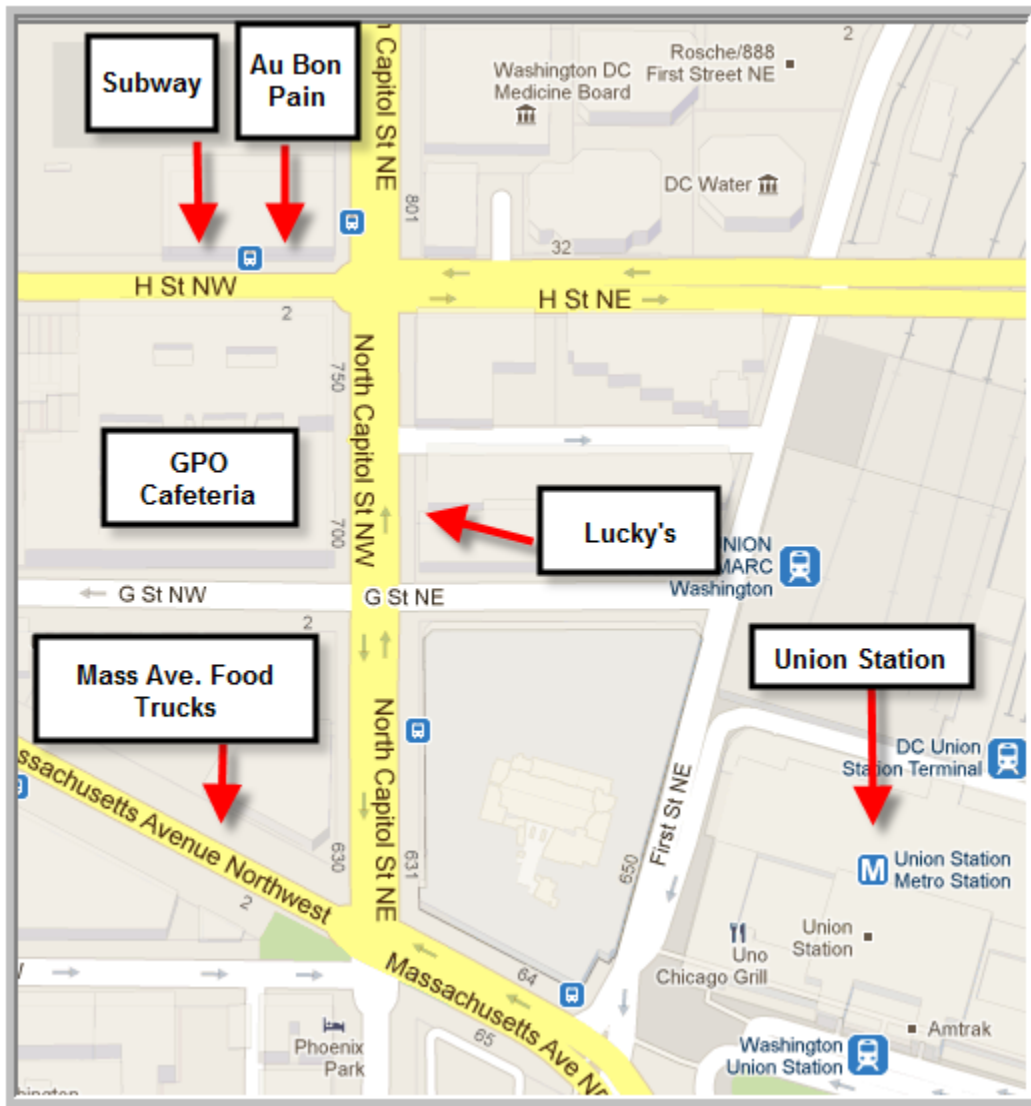 Subway
Au Bon
Pain
Capitol St NE
Washington DC
Medicine Board
Rosche/888
First Street NE
2
DC Water
801
32
H St NW
H St NE
2
750
North Capitol St NW
GPO
Cafeteria
700
Lucky's
MARC
Washington
G St NW
G St NE
2
Mass Ave. Food
Trucks
Union Station
North Capitol St NE
DC Union
Station Terminal
First St NE
Massachusetts Avenue Northwest
630
631
650
2
M
Union Station
Metro Station
Union
Station
Uno
Chicago Grill
Massachusetts Ave NE
64
65
Phoenix
Park
Amtrak
Washington
Union Station